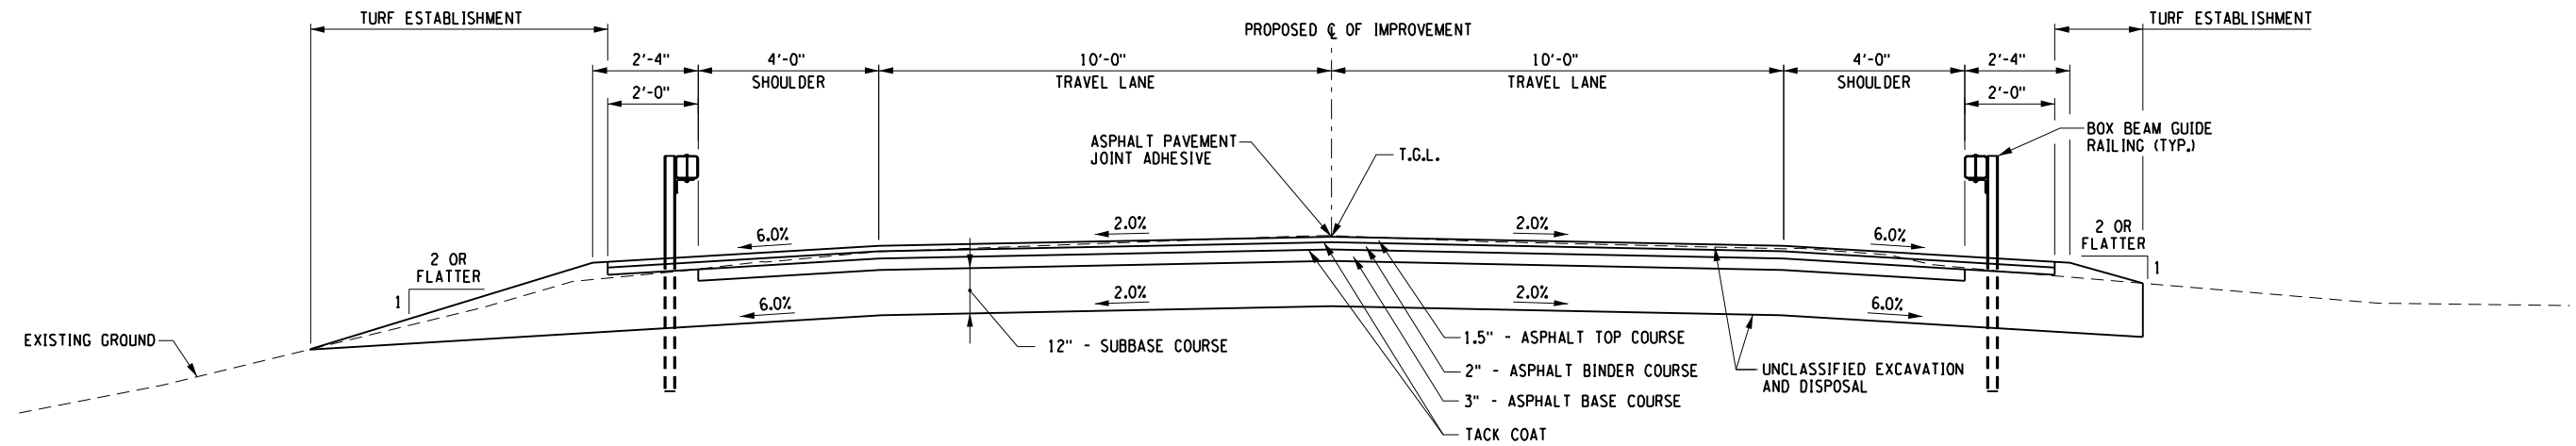 TURF ESTABLISHMENT
PROPOSED ℄ OF IMPROVEMENT
TURF ESTABLISHMENT
2'-4"
4'-0"
10'-0"
10'-0"
4'-0"
2'-4"
SHOULDER
TRAVEL LANE
TRAVEL LANE
SHOULDER
2'-0"
2'-0"
ASPHALT PAVEMENT
JOINT ADHESIVE
T.G.L.
BOX BEAM GUIDE
RAILING (TYP.)
6.0%
2.0%
2.0%
6.0%
2 OR
FLATTER
1
2 OR
FLATTER
1
6.0%
2.0%
2.0%
6.0%
EXISTING GROUND
12" - SUBBASE COURSE
1.5" - ASPHALT TOP COURSE
2" - ASPHALT BINDER COURSE
3" - ASPHALT BASE COURSE
TACK COAT
UNCLASSIFIED EXCAVATION
AND DISPOSAL